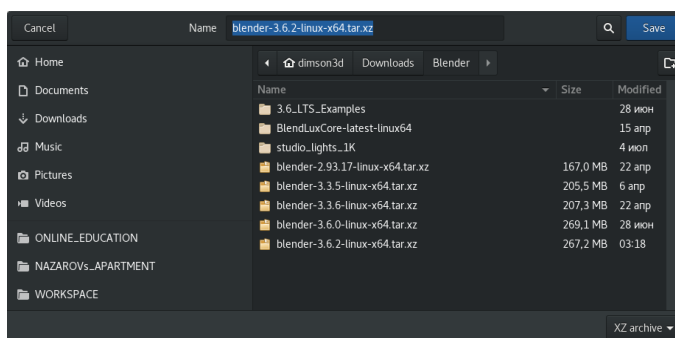 Cancel Name blender-3.6.2-linux-x64.tar.xz Save
Home
Documents
Downloads
Music
Pictures
Videos
ONLINE_EDUCATION
NAZAROVs_APARTMENT
WORKSPACE
dimson3d Downloads Blender
Name Size Modified
3.6_LTS_Examples 28 июн
BlendLuxCore-latest-linux64 15 апр
studio_lights_1K 4 июл
blender-2.93.17-linux-x64.tar.xz 167,0 MB 22 апр
blender-3.3.5-linux-x64.tar.xz 205,5 MB 6 апр
blender-3.3.6-linux-x64.tar.xz 207,3 MB 22 апр
blender-3.6.0-linux-x64.tar.xz 269,1 MB 28 июн
blender-3.6.2-linux-x64.tar.xz 267,2 MB 03:18
XZ archive